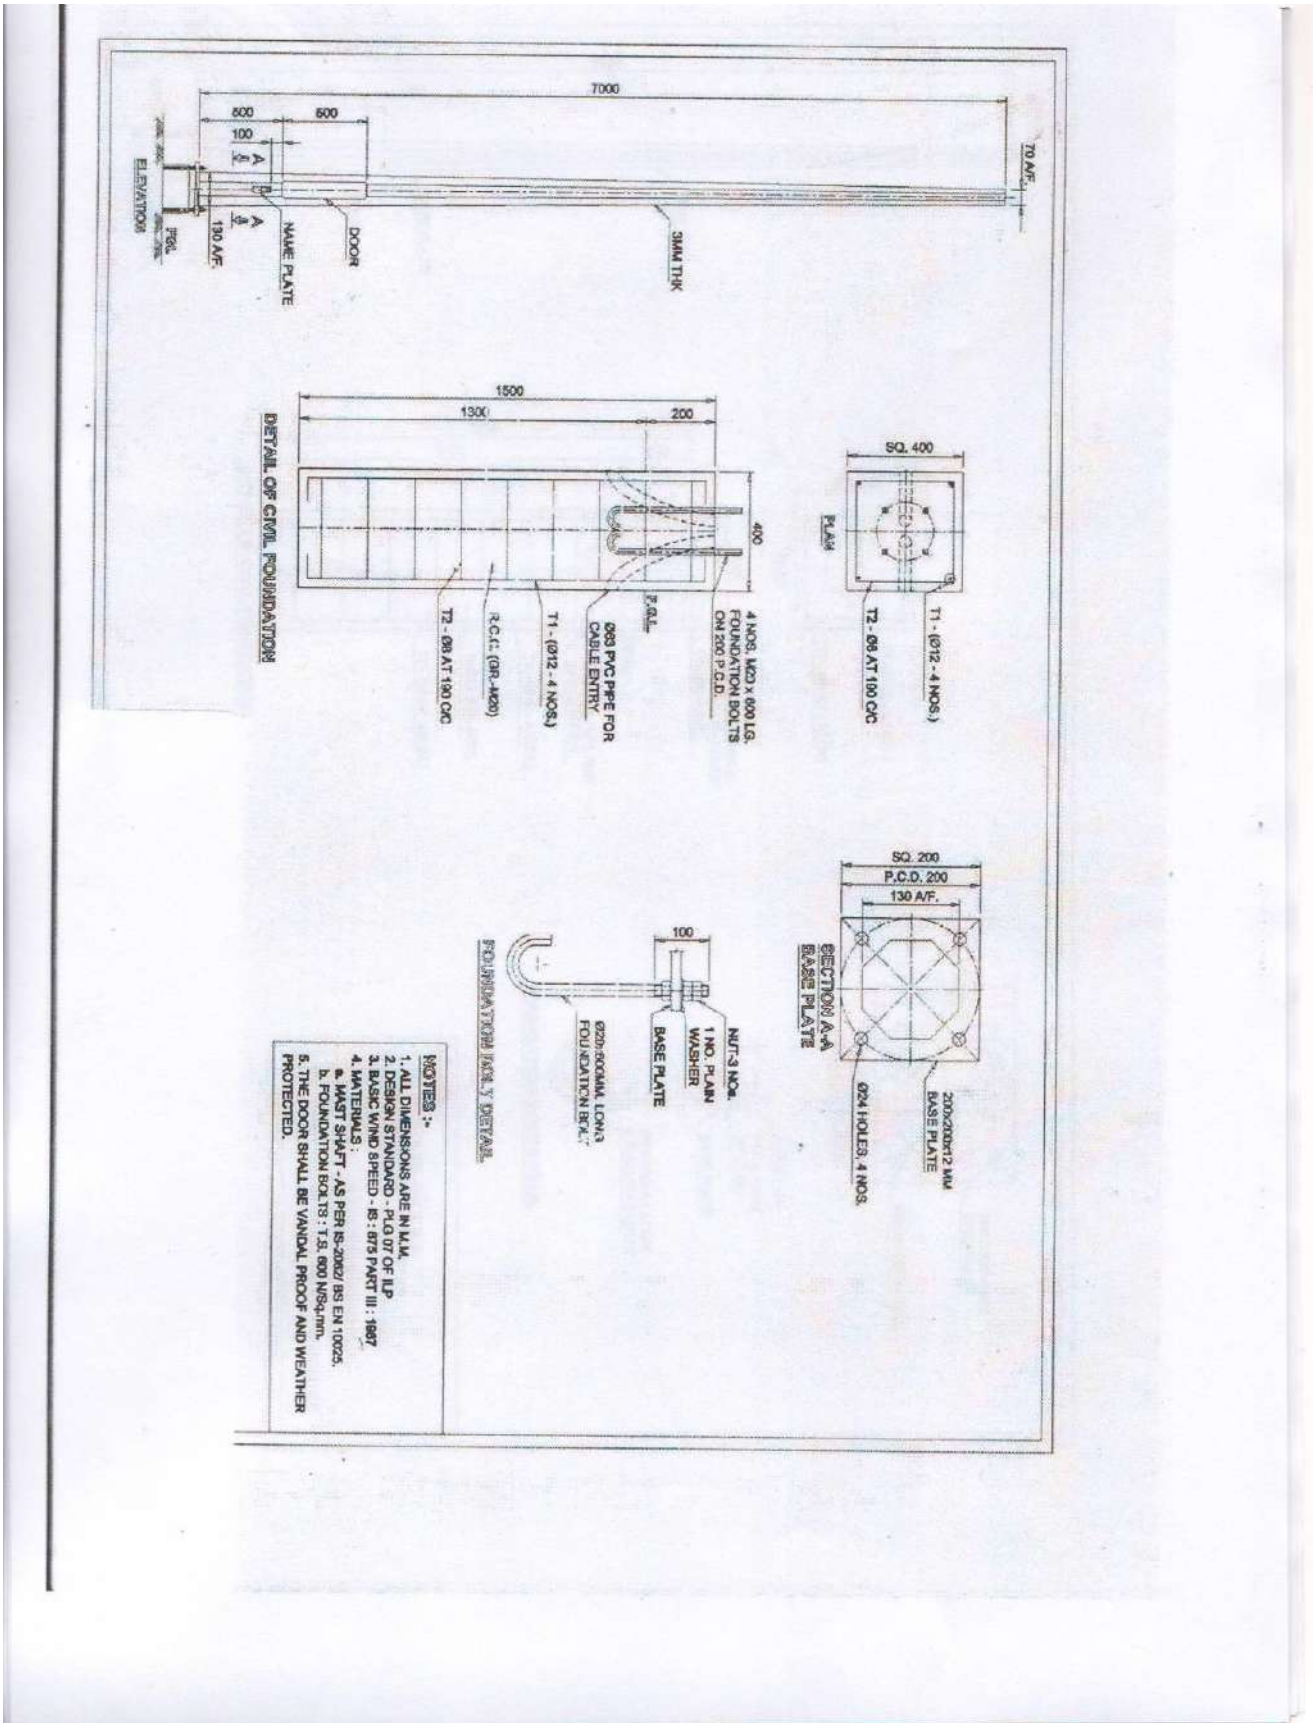 7000
500
500
100
A
A
70 A/F.
3MM THK
DOOR
NAME PLATE
130 A/F.
FGL
ELEVATION
SQ. 400
PLAN
T1 - (Ø12 - 4 NOS.)
T2 - Ø8 AT 190 C/C
1500
1300
200
400
4 NOS. M20 x 600 LG.
FOUNDATION BOLTS
ON 200 P.C.D.
F.G.L.
Ø63 PVC PIPE FOR
CABLE ENTRY
T1 - (Ø12 - 4 NOS.)
R.C.C. (GR.-M20)
T2 - Ø8 AT 190 C/C
DETAIL OF CIVIL FOUNDATION
SQ. 200
P.C.D. 200
130 A/F.
200x200x12 MM
BASE PLATE
Ø24 HOLES, 4 NOS.
SECTION A-A
BASE PLATE
100
NUT-3 NOs.
1 NO. PLAIN
WASHER
BASE PLATE
Ø20x600MM. LONG
FOUNDATION BOLT
FOUNDATION DETAIL
NOTES :-
1. ALL DIMENSIONS ARE IN M.M.
2. DESIGN STANDARD - PLG 07 OF ILP
3. BASIC WIND SPEED - IS : 875 PART III : 1987
4. MATERIALS :
a. MAST SHAFT - AS PER IS-2062/ BS EN 10025.
b. FOUNDATION BOLTS : T.S. 600 N/Sq.mm.
5. THE DOOR SHALL BE VANDAL PROOF AND WEATHER
PROTECTED.